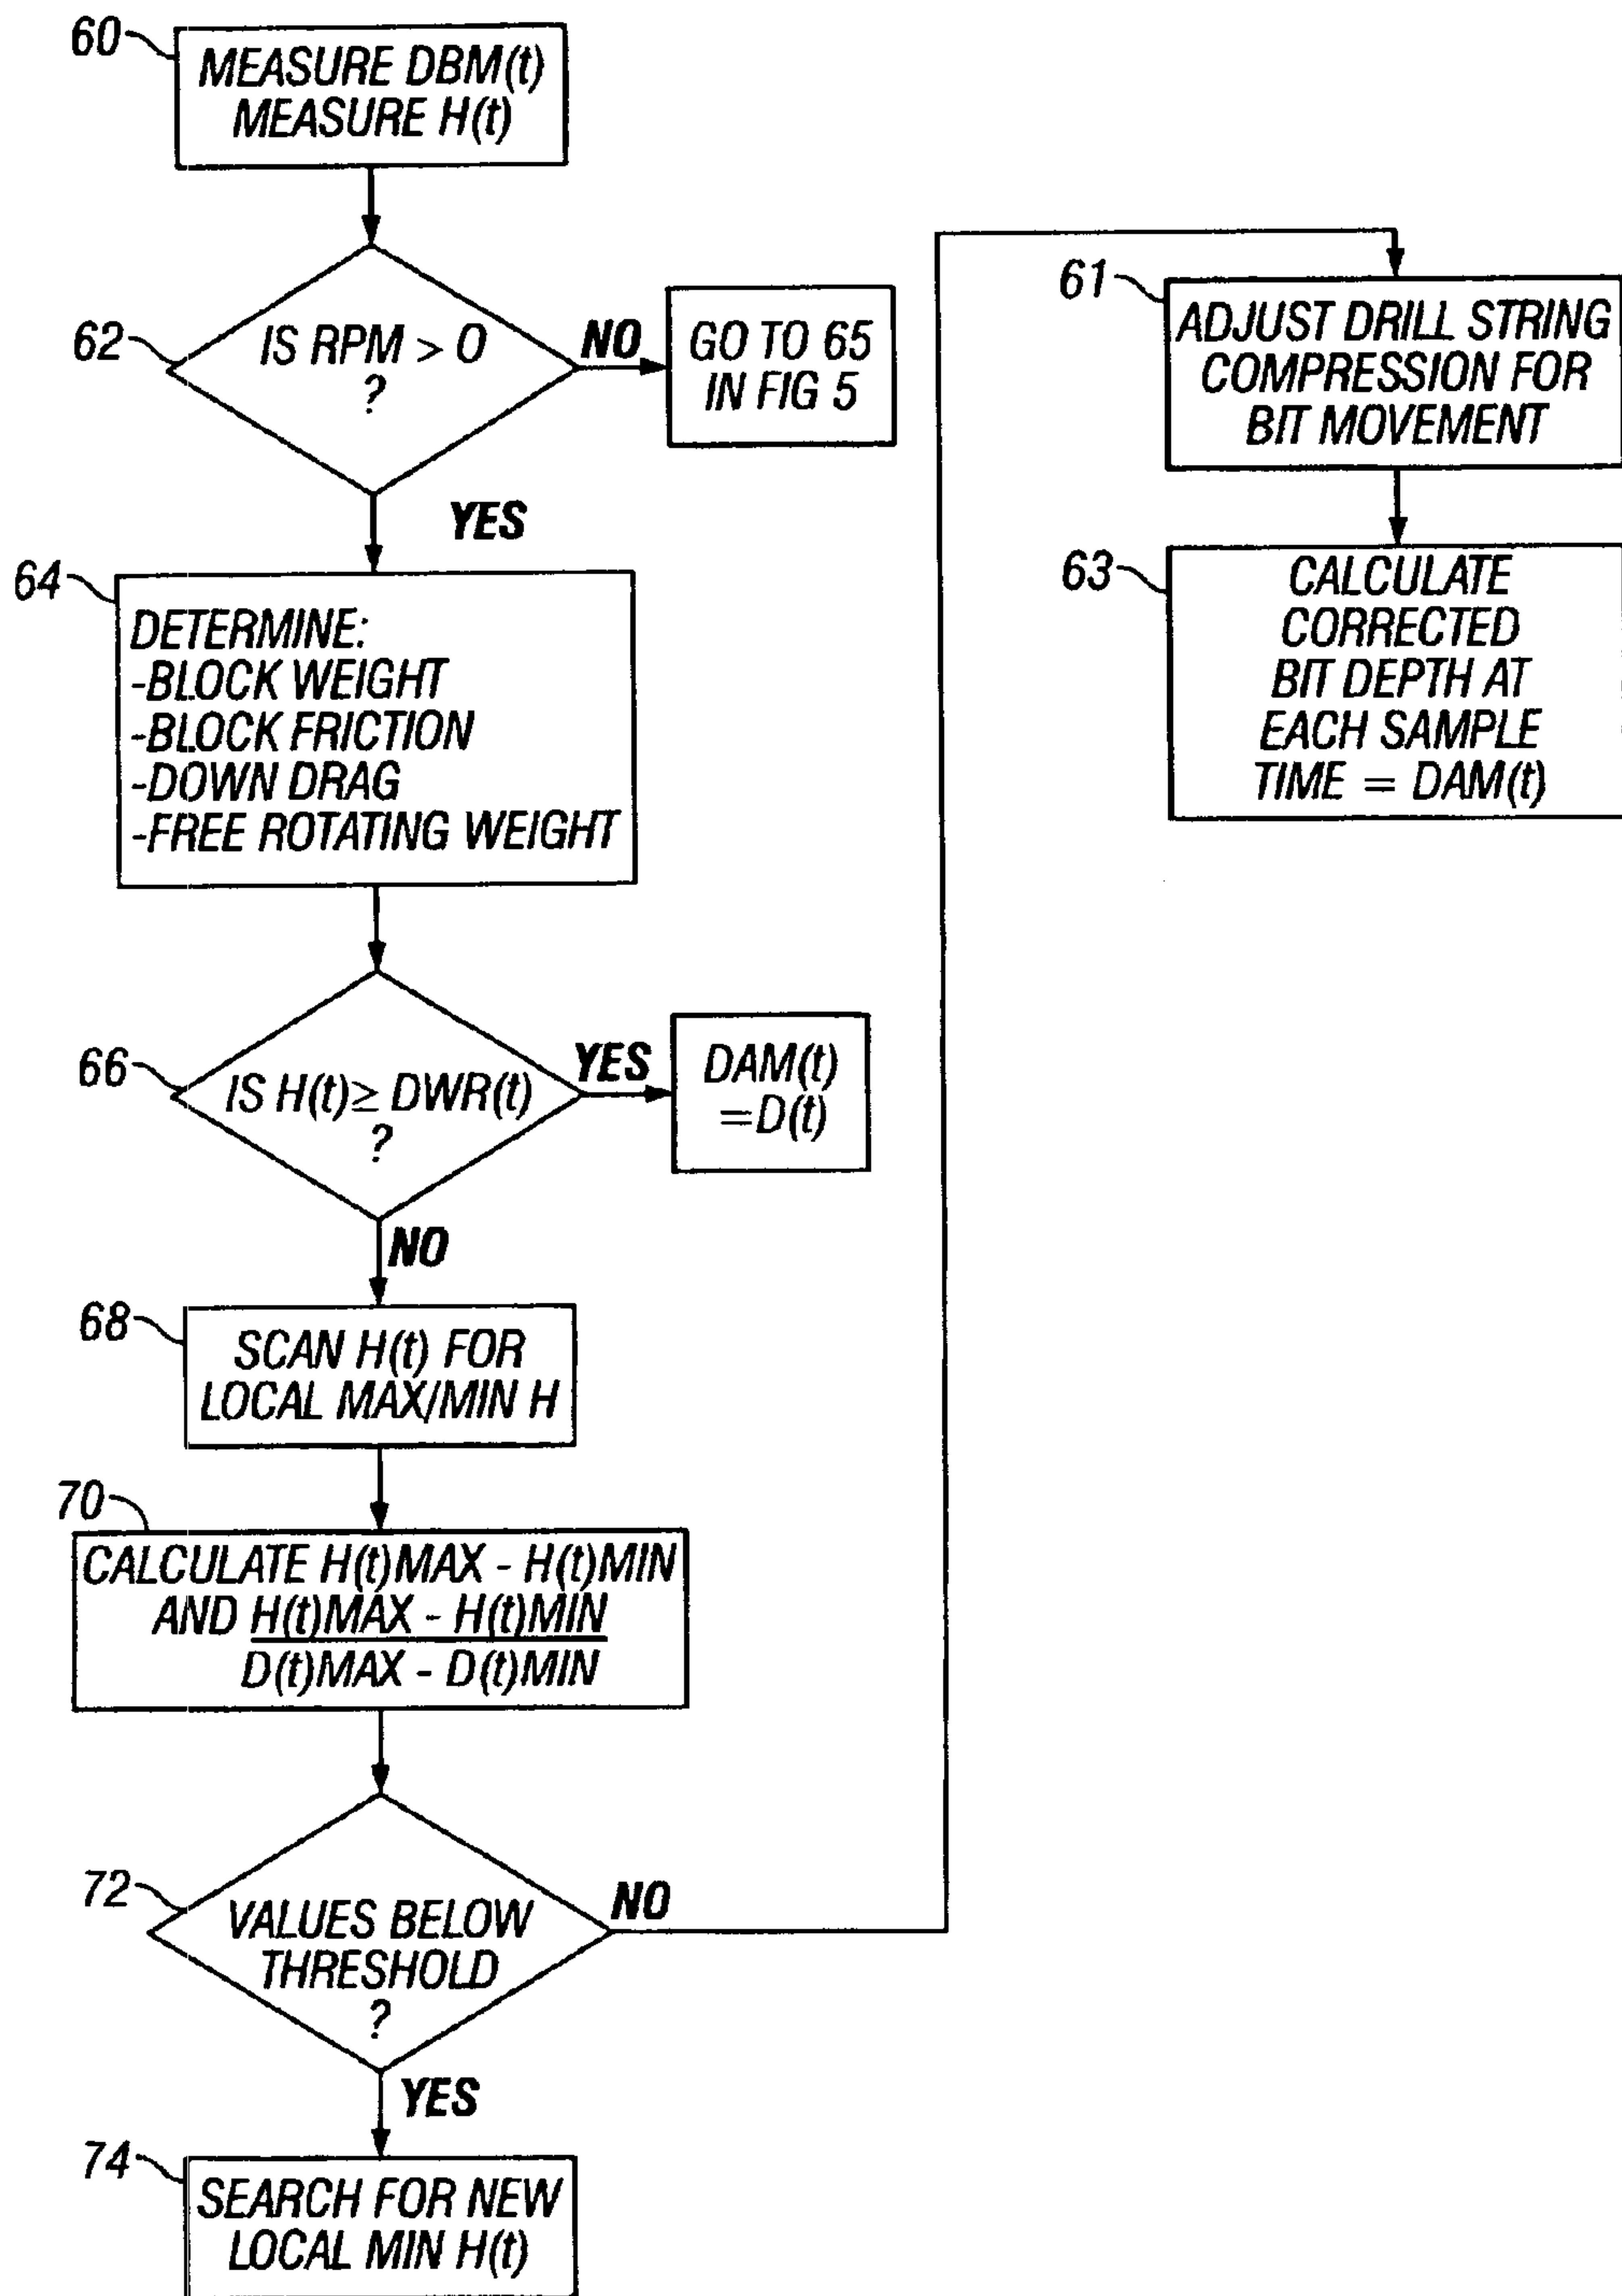 60
MEASURE DBM(t)
MEASURE H(t)
62
IS RPM > 0
?
NO
GO TO 65
IN FIG 5
YES
64
DETERMINE:
-BLOCK WEIGHT
-BLOCK FRICTION
-DOWN DRAG
-FREE ROTATING WEIGHT
66
IS H(t)≥ DWR(t)
?
YES
DAM(t)
=D(t)
NO
68
SCAN H(t) FOR
LOCAL MAX/MIN H
70
CALCULATE H(t)MAX - H(t)MIN
AND H(t)MAX - H(t)MIN
D(t)MAX - D(t)MIN
72
VALUES BELOW
THRESHOLD
?
NO
YES
74
SEARCH FOR NEW
LOCAL MIN H(t)
61
ADJUST DRILL STRING
COMPRESSION FOR
BIT MOVEMENT
63
CALCULATE
CORRECTED
BIT DEPTH AT
EACH SAMPLE
TIME = DAM(t)